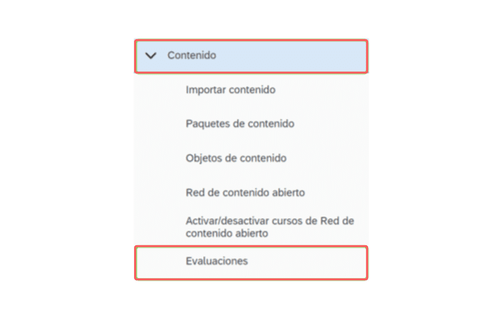 Contenido
Importar contenido
Paquetes de contenido
Objetos de contenido
Red de contenido abierto
Activar/desactivar cursos de Red de
contenido abierto
Evaluaciones